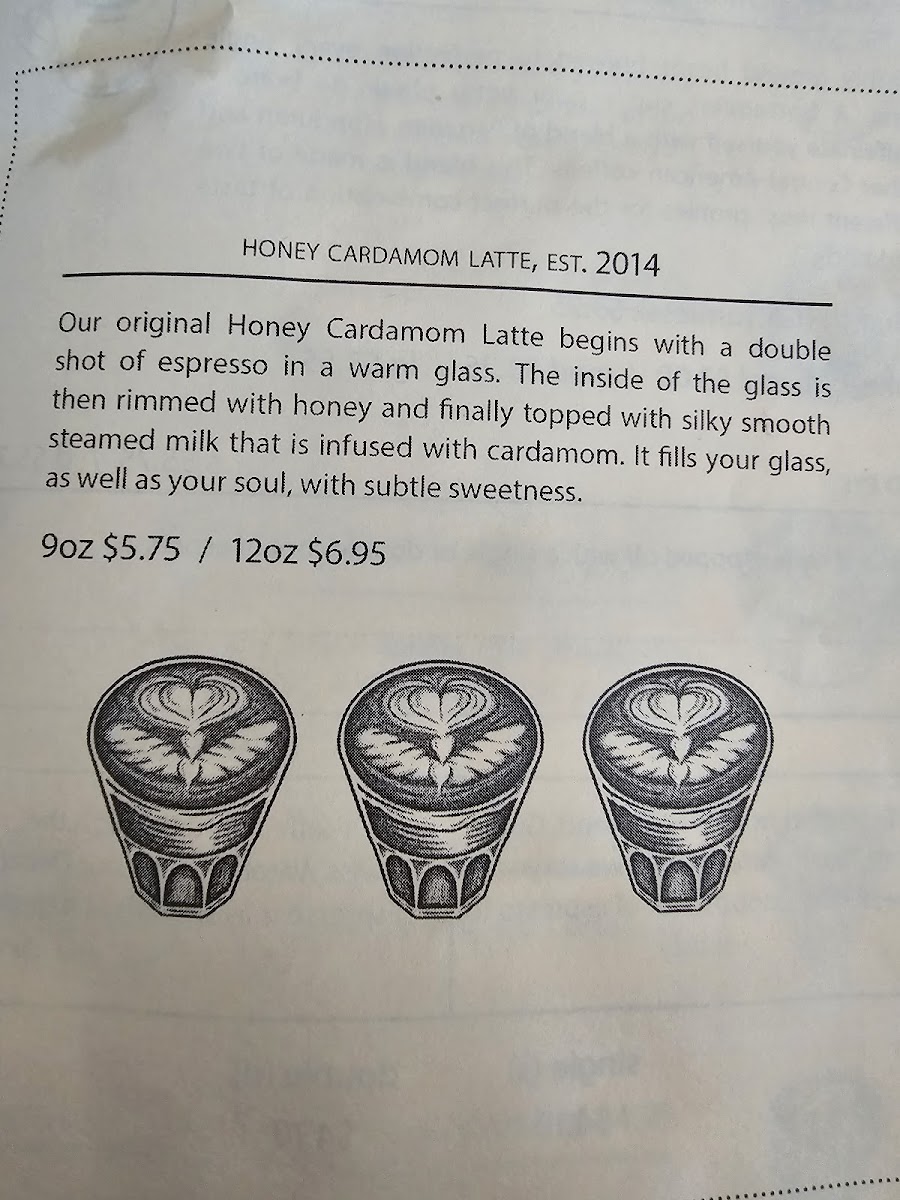 HONEY CARDAMOM LATTE, EST. 2014
Our original Honey Cardamom Latte begins with a double
shot of espresso in a warm glass. The inside of the glass is
then rimmed with honey and finally topped with silky smooth
steamed milk that is infused with cardamom. It fills your glass,
as well as your soul, with subtle sweetness.
9oz $5.75 / 12oz $6.95